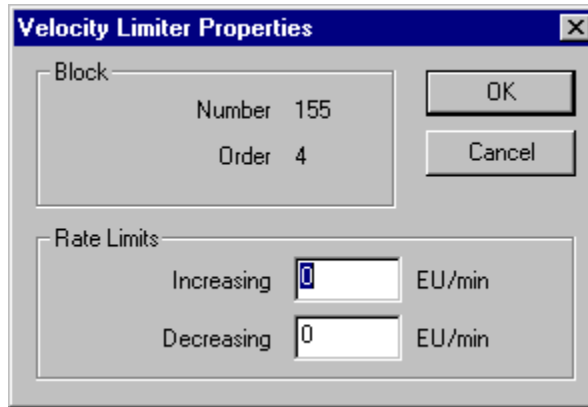 Velocity Limiter Properties
Block
Number 155
Order 4
OK
Cancel
Rate Limits
Increasing 0 EU/min
Decreasing 0 EU/min